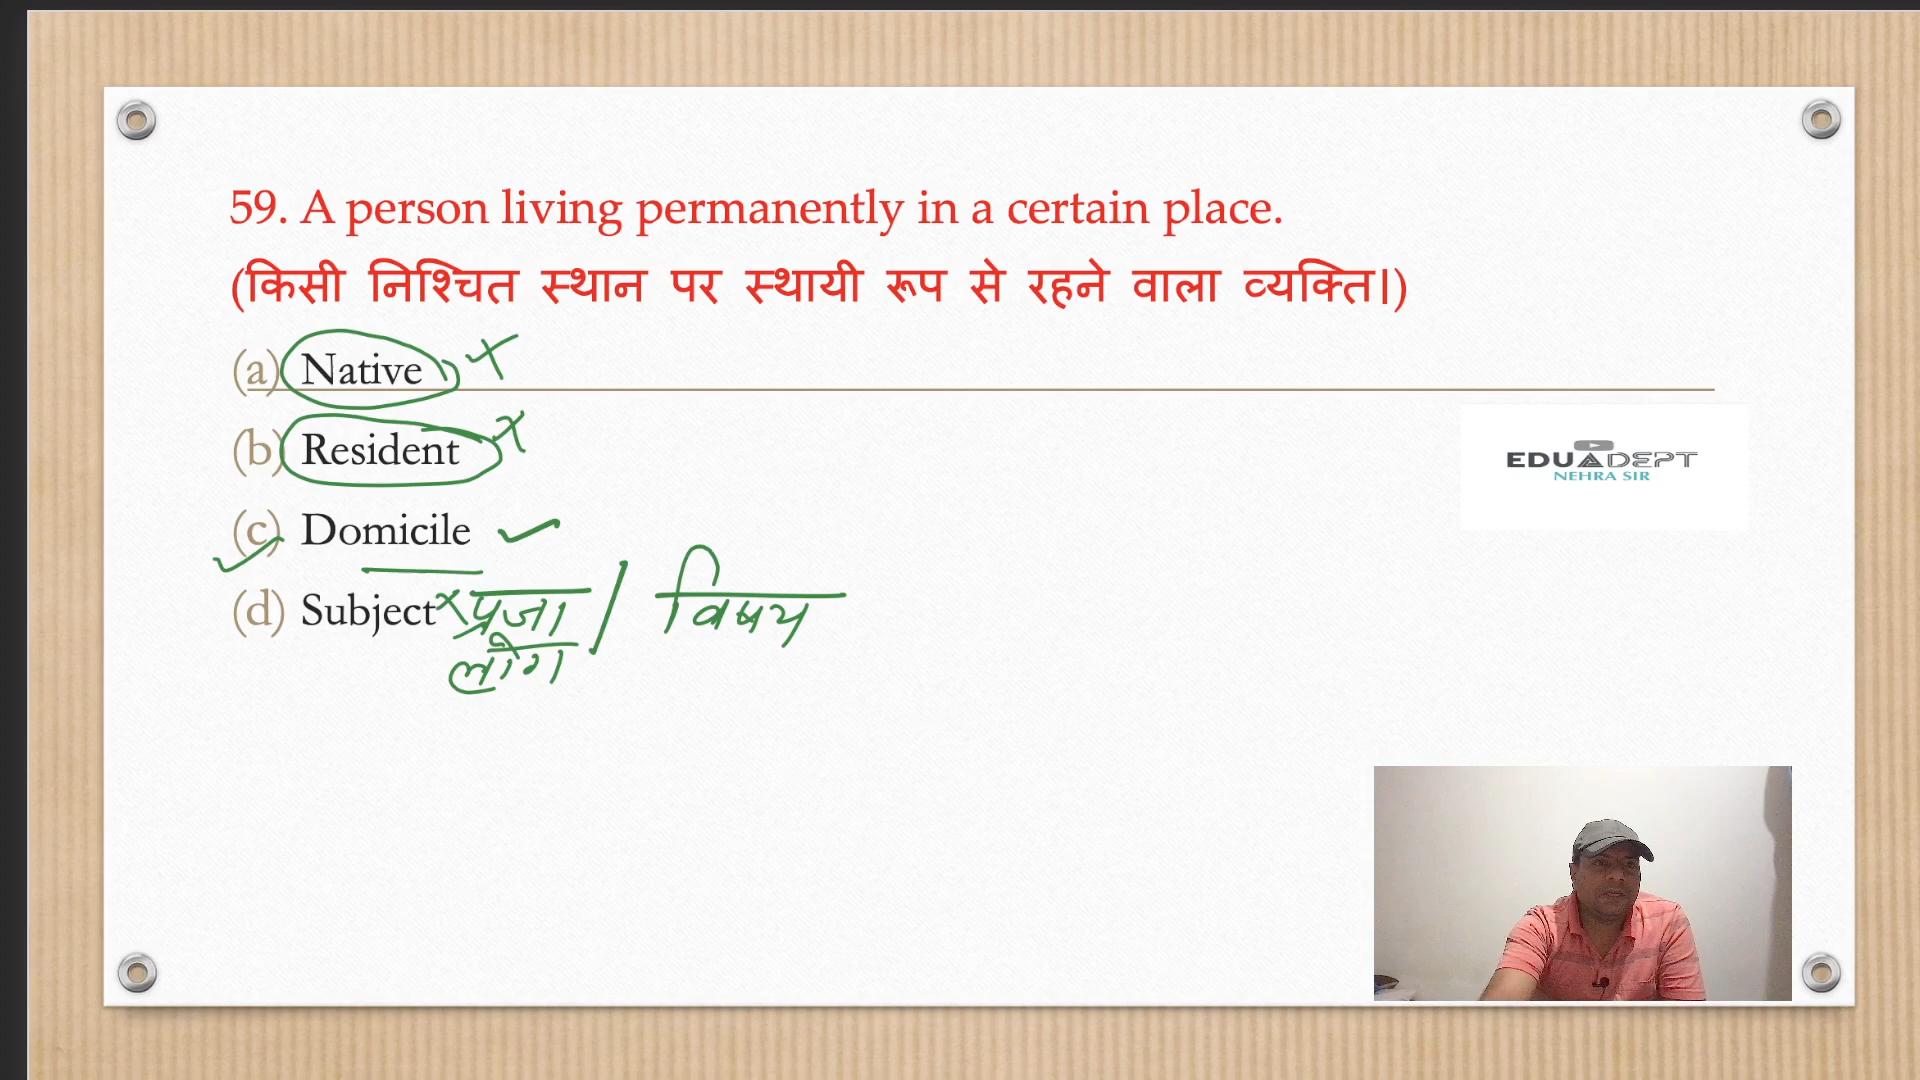 59. A person living permanently in a certain place.
(किसी निश्चित स्थान पर स्थायी रूप से रहने वाला व्यक्ति।)
(a) Native
(b) Resident
(c) Domicile
(d) Subject प्रजा / विषय
लोग
EDUADEPT
NEHRA SIR